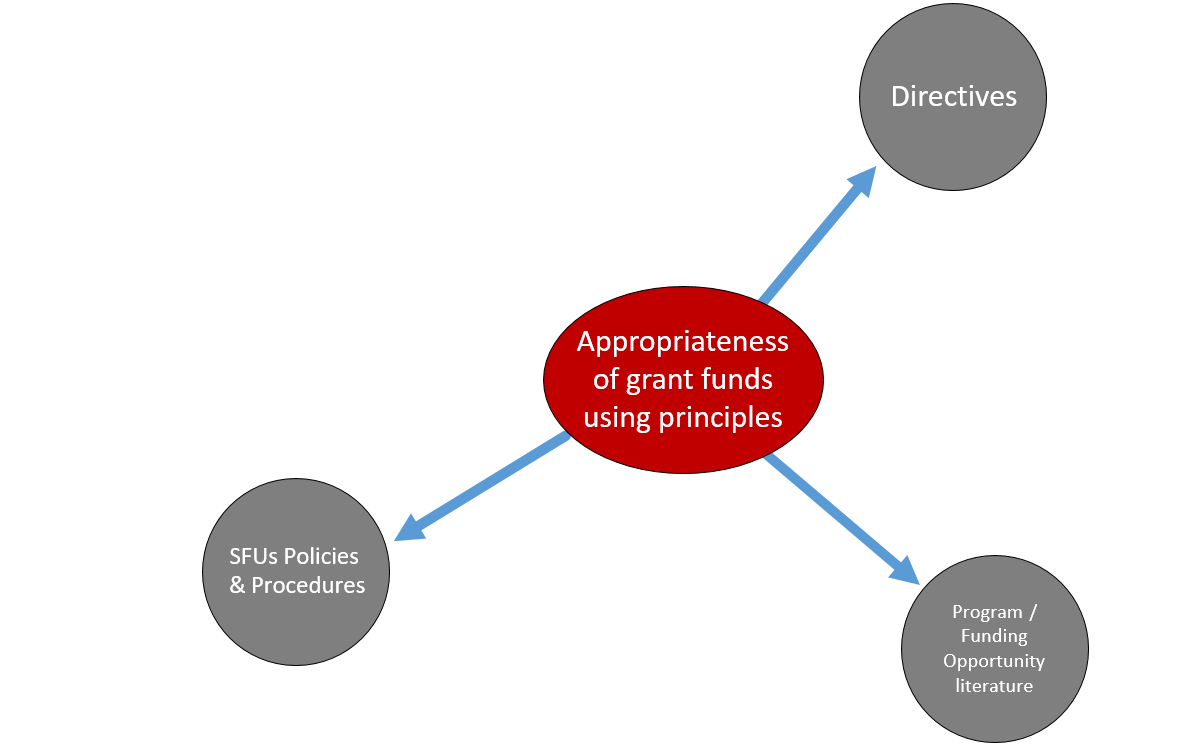 Directives
Appropriateness
of grant funds
using principles
SFUs Policies
& Procedures
Program /
Funding
Opportunity
literature